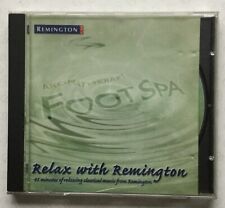 REMINGTON
FOOT SPA
Relax with Remington
45 minutes of relaxing classical music from Remington